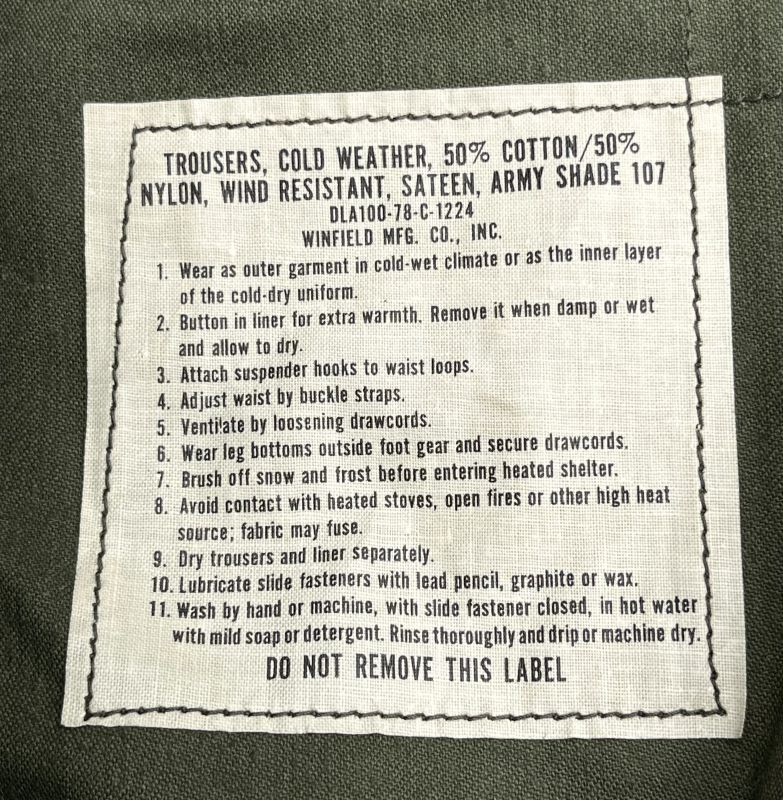 TROUSERS, COLD WEATHER, 50% COTTON/50%
NYLON, WIND RESISTANT, SATEEN, ARMY SHADE 107
DLA100-78-C-1224
WINFIELD MFG. CO., INC.
1. Wear as outer garment in cold-wet climate or as the inner layer
of the cold-dry uniform.
2. Button in liner for extra warmth. Remove it when damp or wet
and allow to dry.
3. Attach suspender hooks to waist loops.
4. Adjust waist by buckle straps.
5. Ventilate by loosening drawcords.
6. Wear leg bottoms outside foot gear and secure drawcords.
7. Brush off snow and frost before entering heated shelter.
8. Avoid contact with heated stoves, open fires or other high heat
source; fabric may fuse.
9. Dry trousers and liner separately.
10. Lubricate slide fasteners with lead pencil, graphite or wax.
11. Wash by hand or machine, with slide fastener closed, in hot water
with mild soap or detergent. Rinse thoroughly and drip or machine dry.
DO NOT REMOVE THIS LABEL